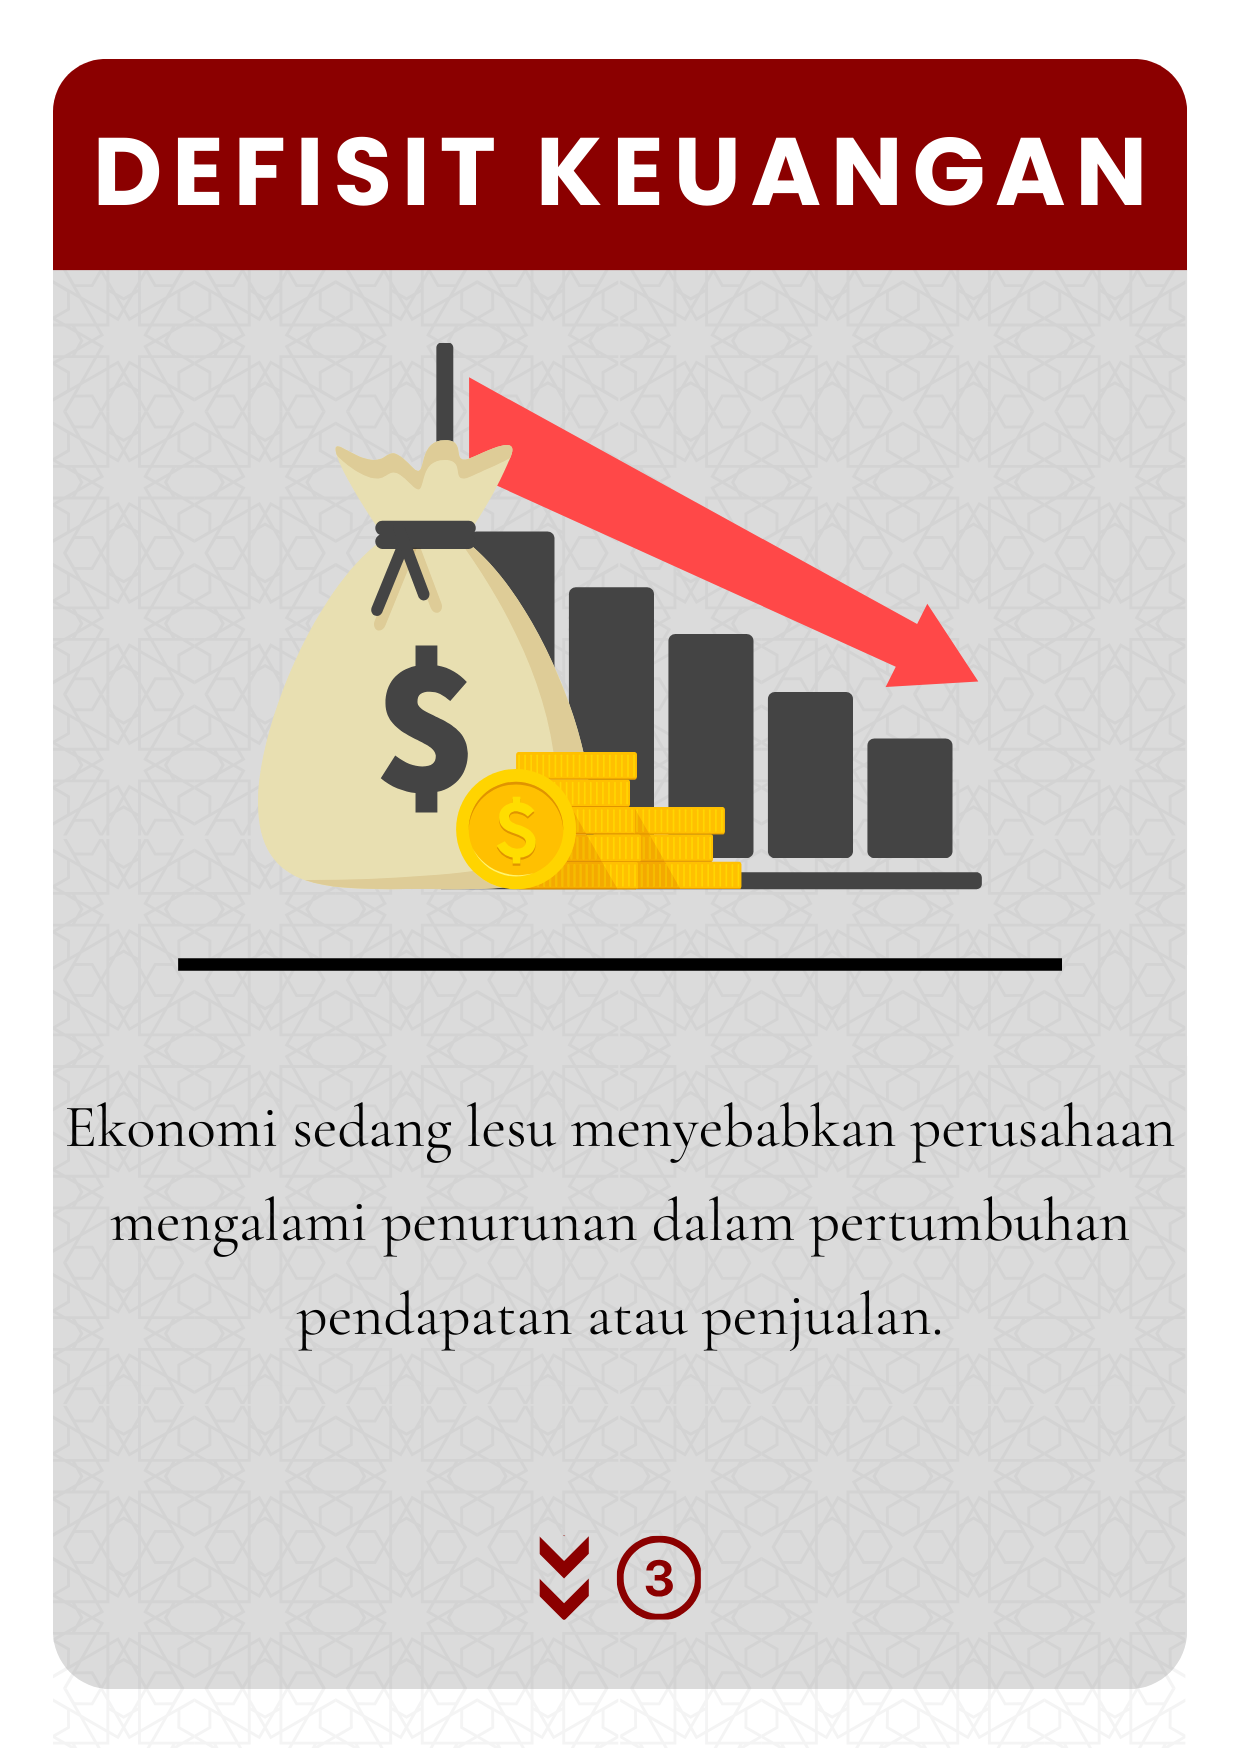 DEFISIT KEUANGAN
$
$
Ekonomi sedang lesu menyebabkan perusahaan
mengalami penurunan dalam pertumbuhan
pendapatan atau penjualan.
3